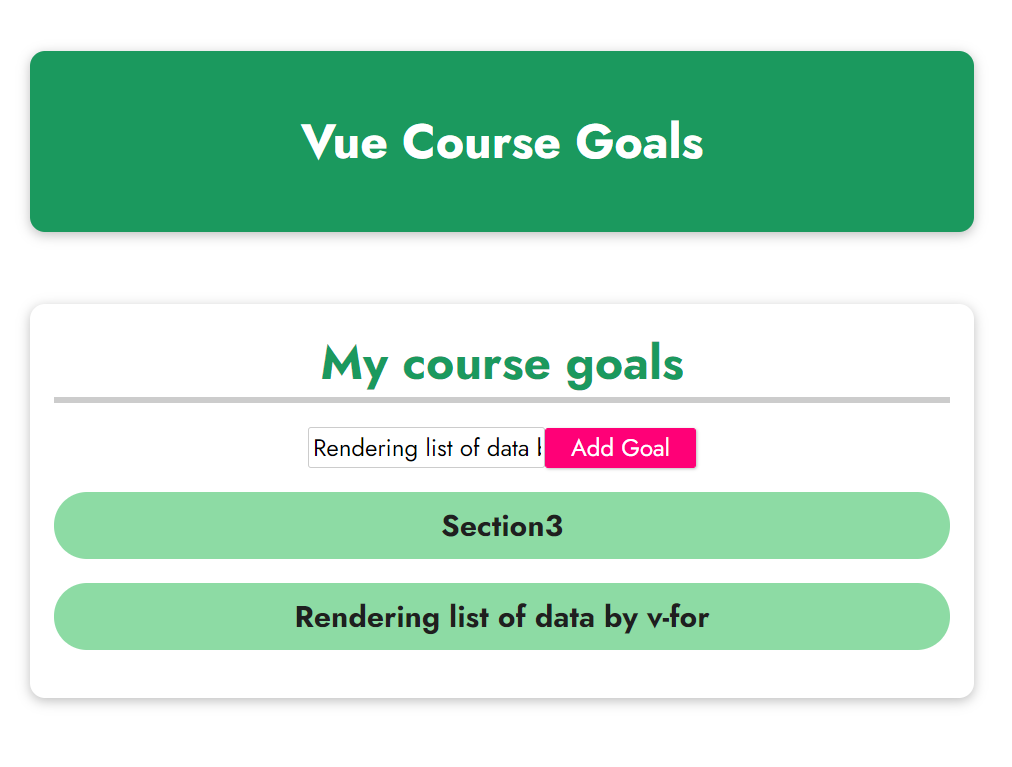 Vue Course Goals
My course goals
Rendering list of data
Add Goal
Section3
Rendering list of data by v-for